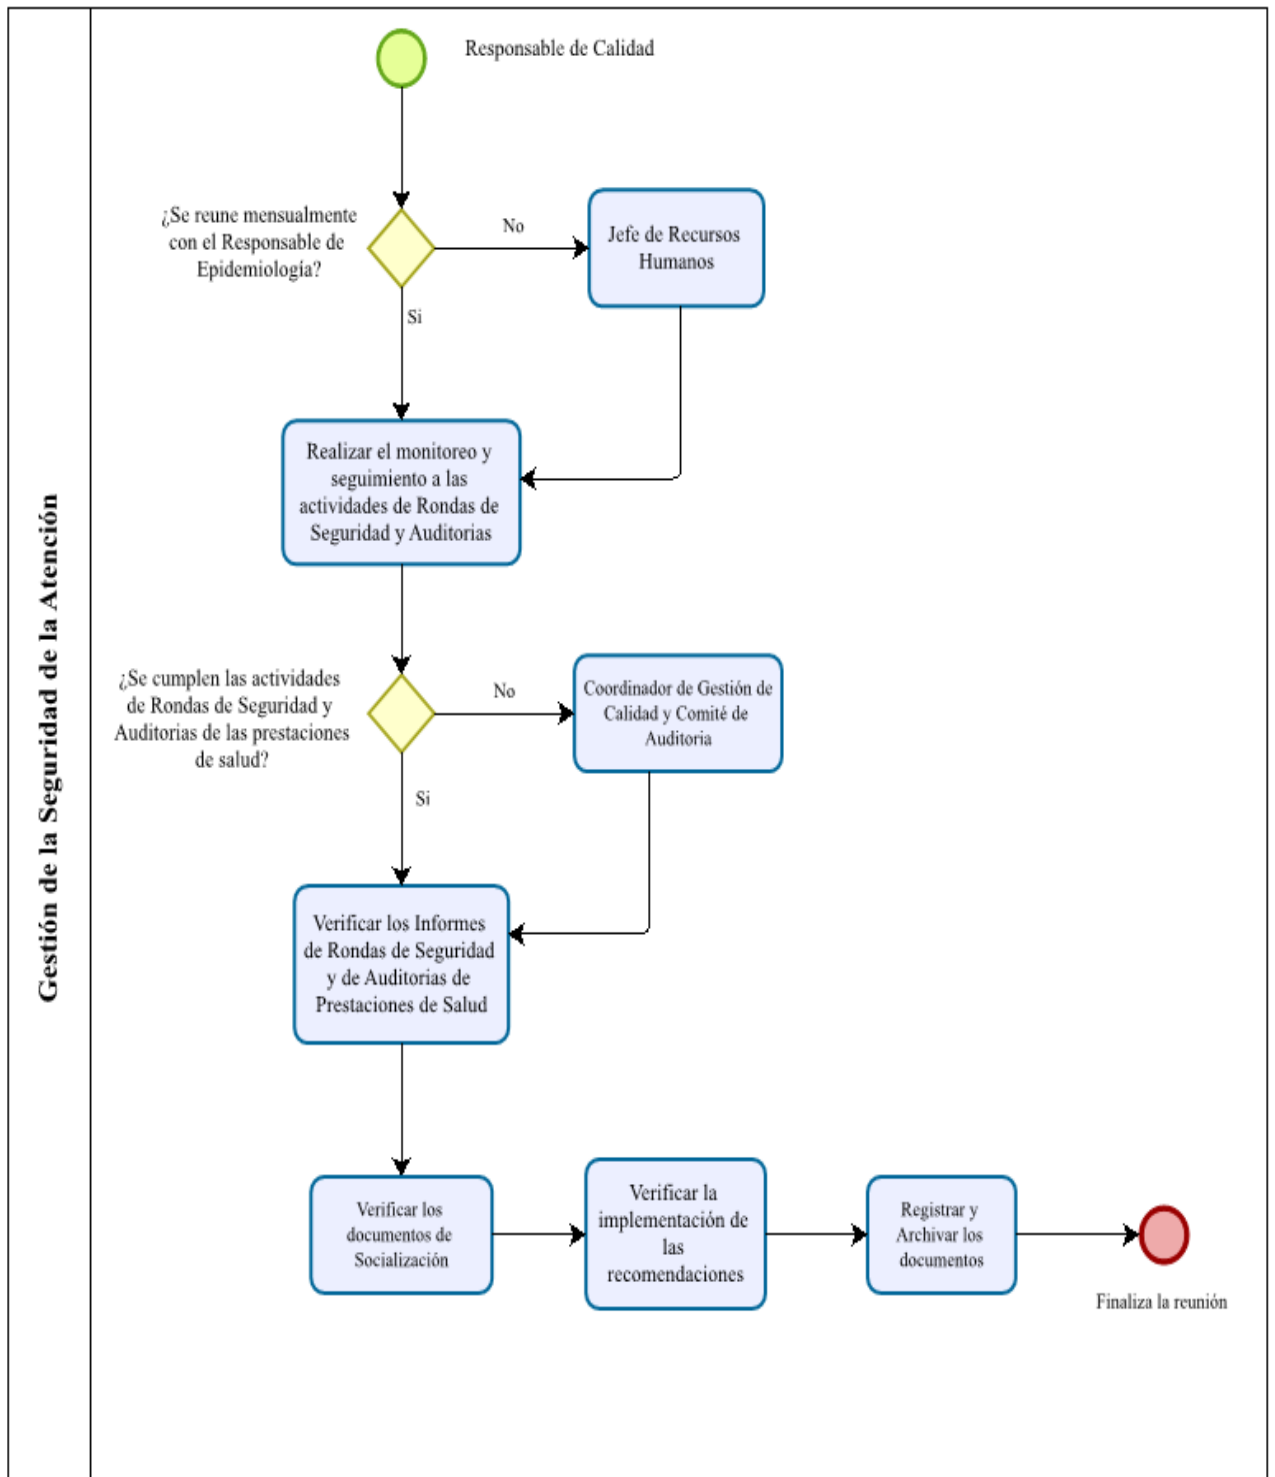 Gestión de la Seguridad de la Atención
Responsable de Calidad
¿Se reune mensualmente
con el Responsable de
Epidemiología?
No
Jefe de Recursos
Humanos
Si
Realizar el monitoreo y
seguimiento a las
actividades de Rondas de
Seguridad y Auditorias
¿Se cumplen las actividades
de Rondas de Seguridad y
Auditorias de las prestaciones
de salud?
No
Coordinador de Gestión de
Calidad y Comité de
Auditoria
Si
Verificar los Informes
de Rondas de Seguridad
y de Auditorias de
Prestaciones de Salud
Verificar los
documentos de
Socialización
Verificar la
implementación de
las
recomendaciones
Registrar y
Archivar los
documentos
Finaliza la reunión